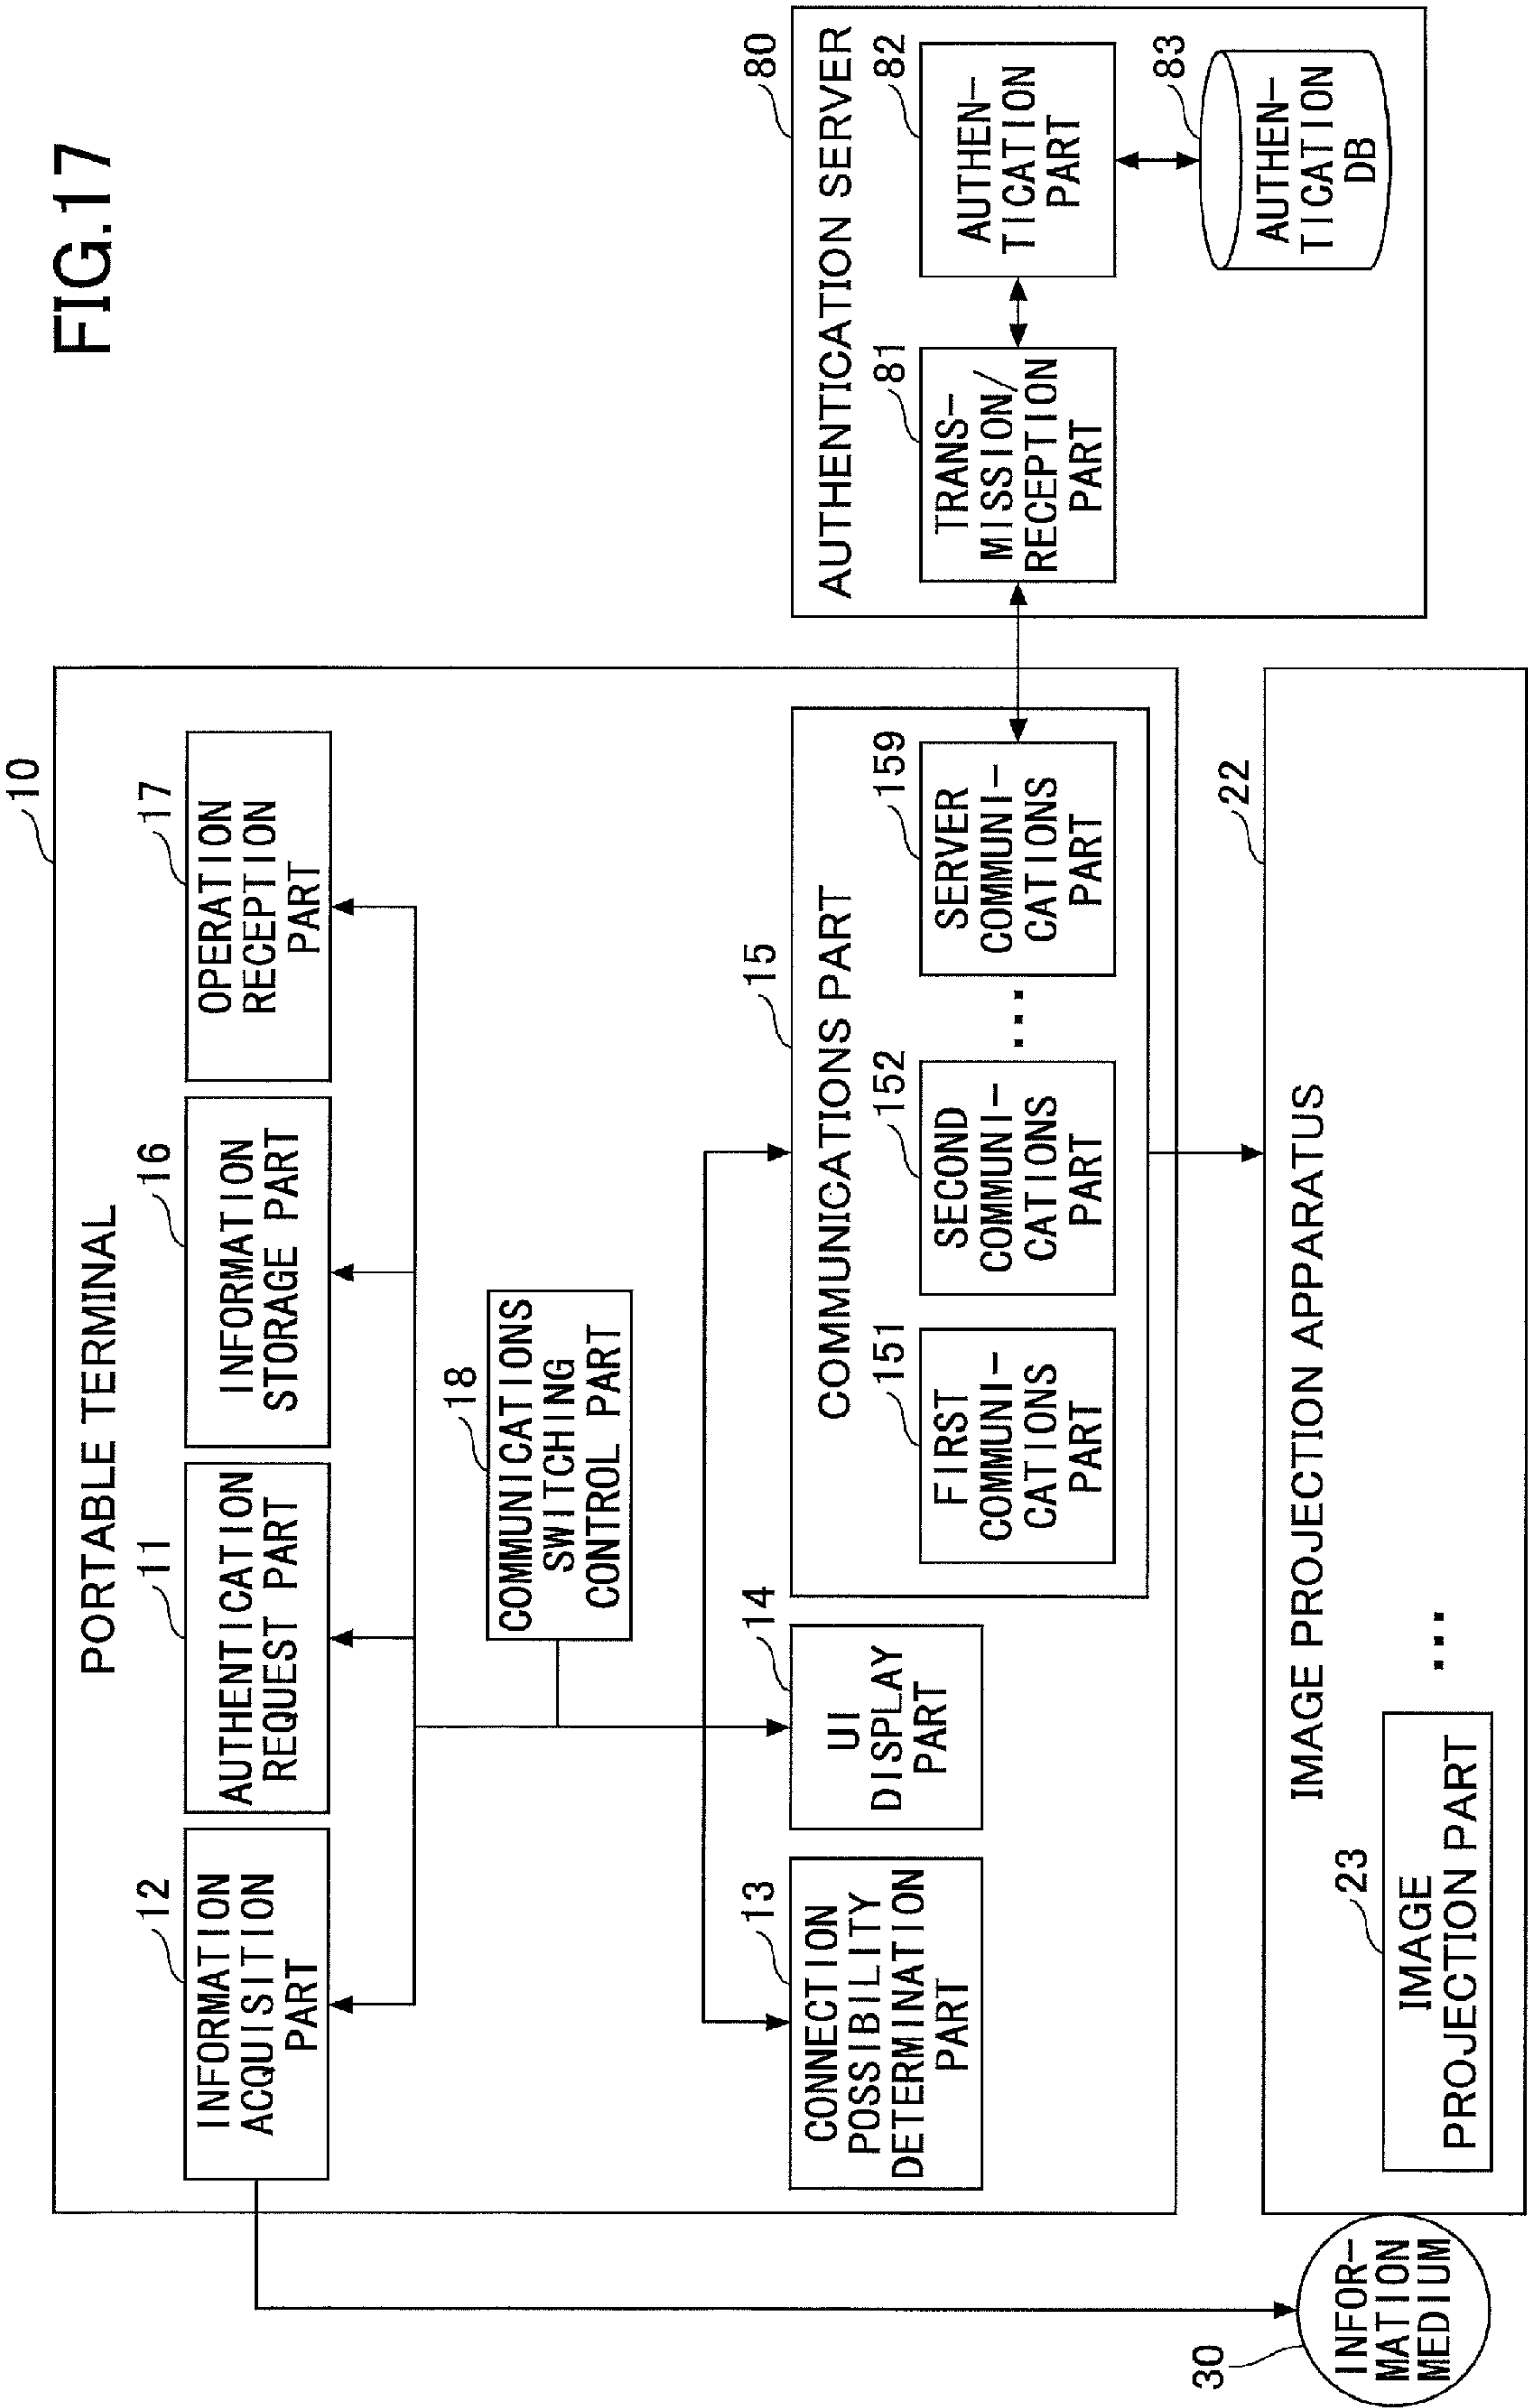 FIG.17
10
PORTABLE TERMINAL
12
INFORMATION
ACQUISITION
PART
11
AUTHENTICATION
REQUEST PART
16
INFORMATION
STORAGE PART
17
OPERATION
RECEPTION
PART
18
COMMUNICATIONS
SWITCHING
CONTROL PART
13
CONNECTION
POSSIBILITY
DETERMINATION
PART
14
UI
DISPLAY
PART
15
COMMUNICATIONS PART
151
FIRST
COMMUNI-
CATIONS
PART
152
SECOND
COMMUNI-
CATIONS
PART
...
159
SERVER
COMMUNI-
CATIONS
PART
80
AUTHENTICATION SERVER
81
TRANS-
MISSION/
RECEPTION
PART
82
AUTHEN-
TICATION
PART
83
AUTHEN-
TICATION
DB
30
INFOR-
MATION
MEDIUM
22
IMAGE PROJECTION APPARATUS
23
IMAGE
PROJECTION PART
...